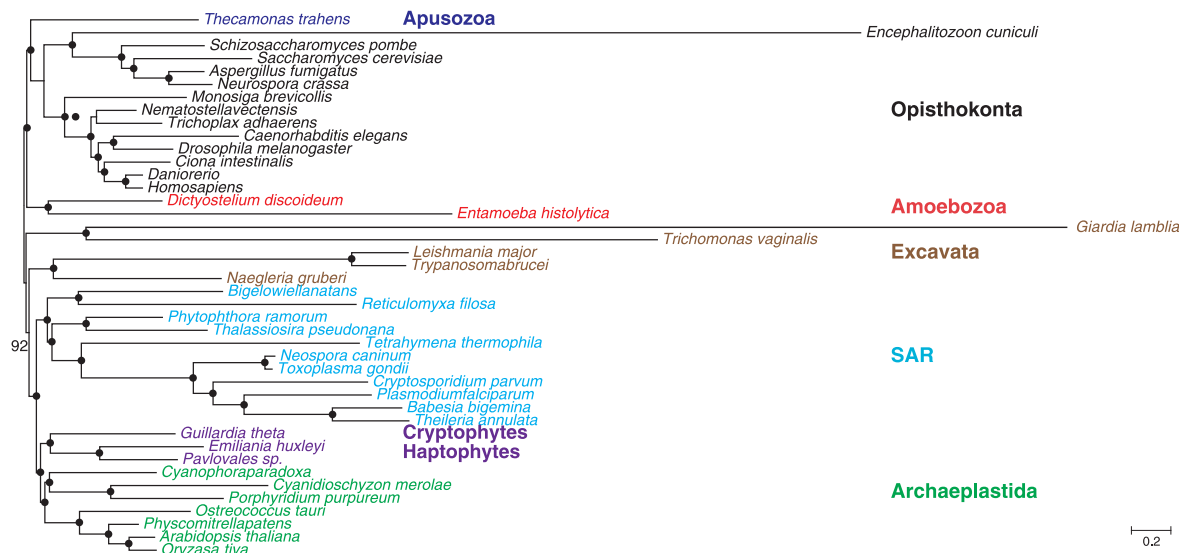 Thecamonas trahens Apusozoa
Encephalitozoon cuniculi
Schizosaccharomyces pombe
Saccharomyces cerevisiae
Aspergillus fumigatus
Neurospora crassa
Monosiga brevicollis
Nematostellavectensis
Opisthokonta
Trichoplax adhaerens
Caenorhabditis elegans
Drosophila melanogaster
Ciona intestinalis
Daniorerio
Homosapiens
Dictyostelium discoideum
Amoebozoa
Entamoeba histolytica
Giardia lamblia
Trichomonas vaginalis
Excavata
Leishmania major
Trypanosomabrucei
Naegleria gruberi
Bigelowiellanatans
Reticulomyxa filosa
Phytophthora ramorum
Thalassiosira pseudonana
Tetrahymena thermophila
92
Neospora caninum
SAR
Toxoplasma gondii
Cryptosporidium parvum
Plasmodiumfalciparum
Babesia bigemina
Theileria annulata
Guillardia theta Cryptophytes
Emiliania huxleyi
Pavlovales sp. Haptophytes
Cyanophoraparadoxa
Cyanidioschyzon merolae
Archaeplastida
Porphyridium purpureum
Ostreococcus tauri
Physcomitrellapatens
Arabidopsis thaliana
0.2
Oryzasa tiva